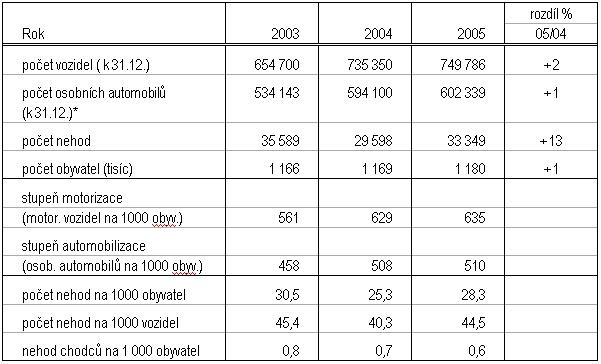 rozdíl %
Rok 2003 2004 2005 05/04
počet vozidel ( k 31.12.) 654 700 735 350 749 786 +2
počet osobních automobilů
(k 31.12.)* 534 143 594 100 602 339 +1
počet nehod 35 589 29 598 33 349 +13
počet obyvatel (tisíc) 1 166 1 169 1 180 +1
stupeň motorizace
(motor. vozidel na 1000 obyv.) 561 629 635
stupeň automobilizace
(osob. automobilů na 1000 obyv.) 458 508 510
počet nehod na 1000 obyvatel 30,5 25,3 28,3
počet nehod na 1000 vozidel 45,4 40,3 44,5
nehod chodců na 1 000 obyvatel 0,8 0,7 0,6